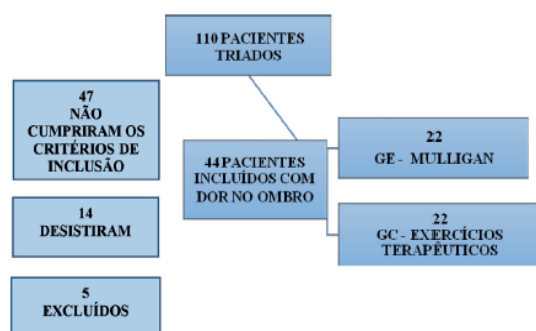 110 PACIENTES
TRIADOS
47
NÃO
CUMPRIRAM OS
CRITÉRIOS DE
INCLUSÃO
44 PACIENTES
INCLUÍDOS COM
DOR NO OMBRO
22
GE - MULLIGAN
14
DESISTIRAM
22
GC - EXERCÍCIOS
TERAPÊUTICOS
5
EXCLUÍDOS